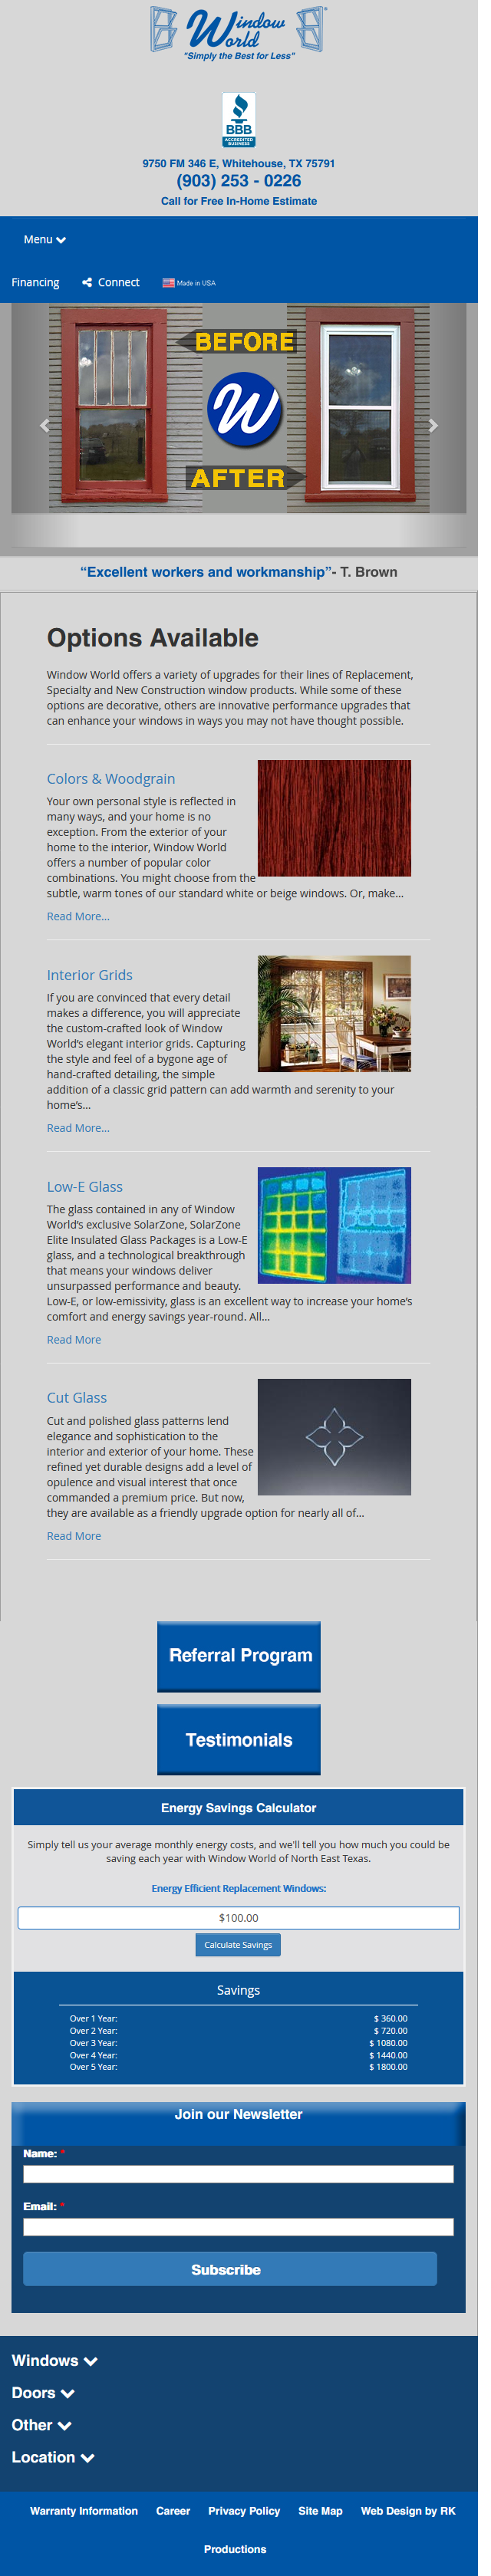 Window World®
"Simply the Best for Less"
BBB
ACCREDITED
BUSINESS
9750 FM 346 E, Whitehouse, TX 75791
(903) 253 - 0226
Call for Free In-Home Estimate
Menu
Financing Connect Made in USA
BEFORE
W
AFTER
“Excellent workers and workmanship”- T. Brown
Options Available
Window World offers a variety of upgrades for their lines of Replacement,
Specialty and New Construction window products. While some of these
options are decorative, others are innovative performance upgrades that
can enhance your windows in ways you may not have thought possible.
Colors & Woodgrain
Your own personal style is reflected in
many ways, and your home is no
exception. From the exterior of your
home to the interior, Window World
offers a number of popular color
combinations. You might choose from the
subtle, warm tones of our standard white or beige windows. Or, make...
Read More...
Interior Grids
If you are convinced that every detail
makes a difference, you will appreciate
the custom-crafted look of Window
World’s elegant interior grids. Capturing
the style and feel of a bygone age of
hand-crafted detailing, the simple
addition of a classic grid pattern can add warmth and serenity to your
home’s...
Read More...
Low-E Glass
The glass contained in any of Window
World’s exclusive SolarZone, SolarZone
Elite Insulated Glass Packages is a Low-E
glass, and a technological breakthrough
that means your windows deliver
unsurpassed performance and beauty.
Low-E, or low-emissivity, glass is an excellent way to increase your home’s
comfort and energy savings year-round. All...
Read More
Cut Glass
Cut and polished glass patterns lend
elegance and sophistication to the
interior and exterior of your home. These
refined yet durable designs add a level of
opulence and visual interest that once
commanded a premium price. But now,
they are available as a friendly upgrade option for nearly all of...
Read More
Referral Program
Testimonials
Energy Savings Calculator
Simply tell us your average monthly energy costs, and we'll tell you how much you could be
saving each year with Window World of North East Texas.
Energy Efficient Replacement Windows:
$100.00
Calculate Savings
Savings
Over 1 Year: $ 360.00
Over 2 Year: $ 720.00
Over 3 Year: $ 1080.00
Over 4 Year: $ 1440.00
Over 5 Year: $ 1800.00
Join our Newsletter
Name: *
Email: *
Subscribe
Windows
Doors
Other
Location
Warranty Information Career Privacy Policy Site Map Web Design by RK
Productions